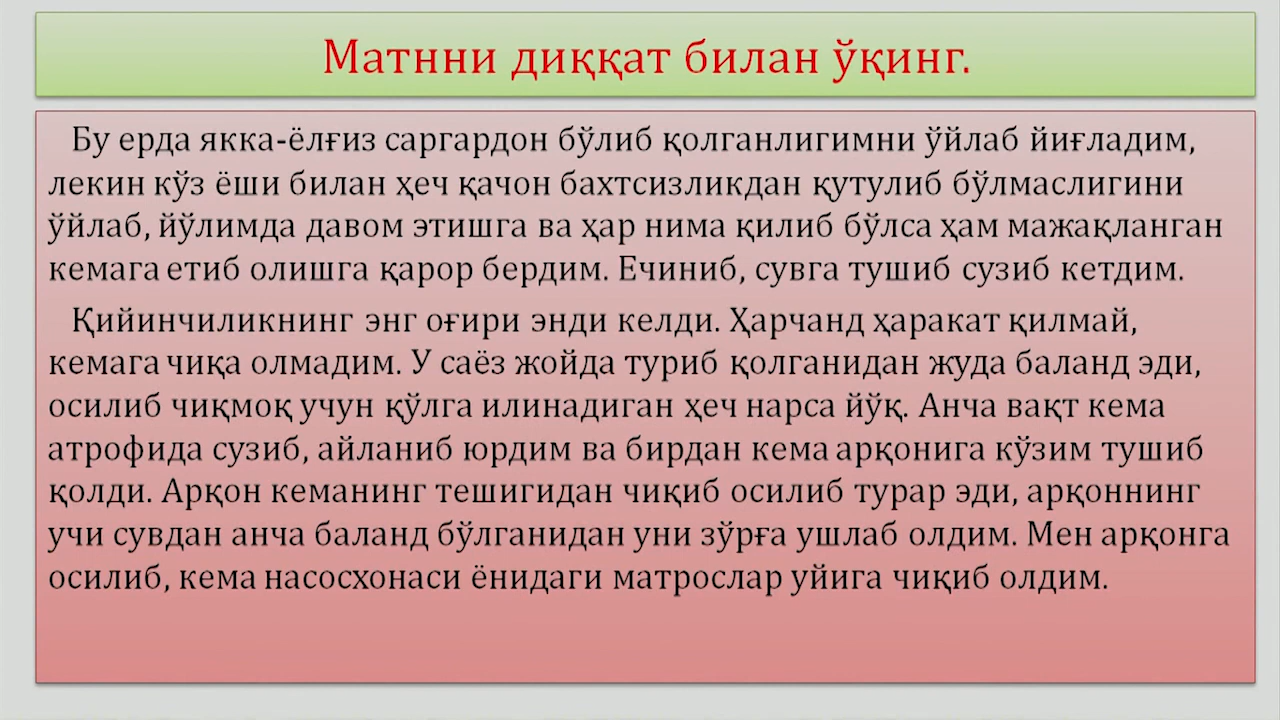 Матнни диққат билан ўқинг.
Бу ерда якка-ёлғиз саргардон бўлиб қолганлигимни ўйлаб йиғладим,
лекин кўз ёши билан ҳеч қачон бахтсизликдан қутулиб бўлмаслигини
ўйлаб, йўлимда давом этишга ва ҳар нима қилиб бўлса ҳам мажақланган
кемага етиб олишга қарор бердим. Ечиниб, сувга тушиб сузиб кетдим.
Қийинчиликнинг энг оғири энди келди. Ҳарчанд ҳаракат қилмай,
кемага чиқа олмадим. У саёз жойда туриб қолганидан жуда баланд эди,
осилиб чиқмоқ учун қўлга илинадиган ҳеч нарса йўқ. Анча вақт кема
атрофида сузиб, айланиб юрдим ва бирдан кема арқонига кўзим тушиб
қолди. Арқон кеманинг тешигидан чиқиб осилиб турар эди, арқоннинг
учи сувдан анча баланд бўлганидан уни зўрға ушлаб олдим. Мен арқонга
осилиб, кема насосхонаси ёнидаги матрослар уйига чиқиб олдим.